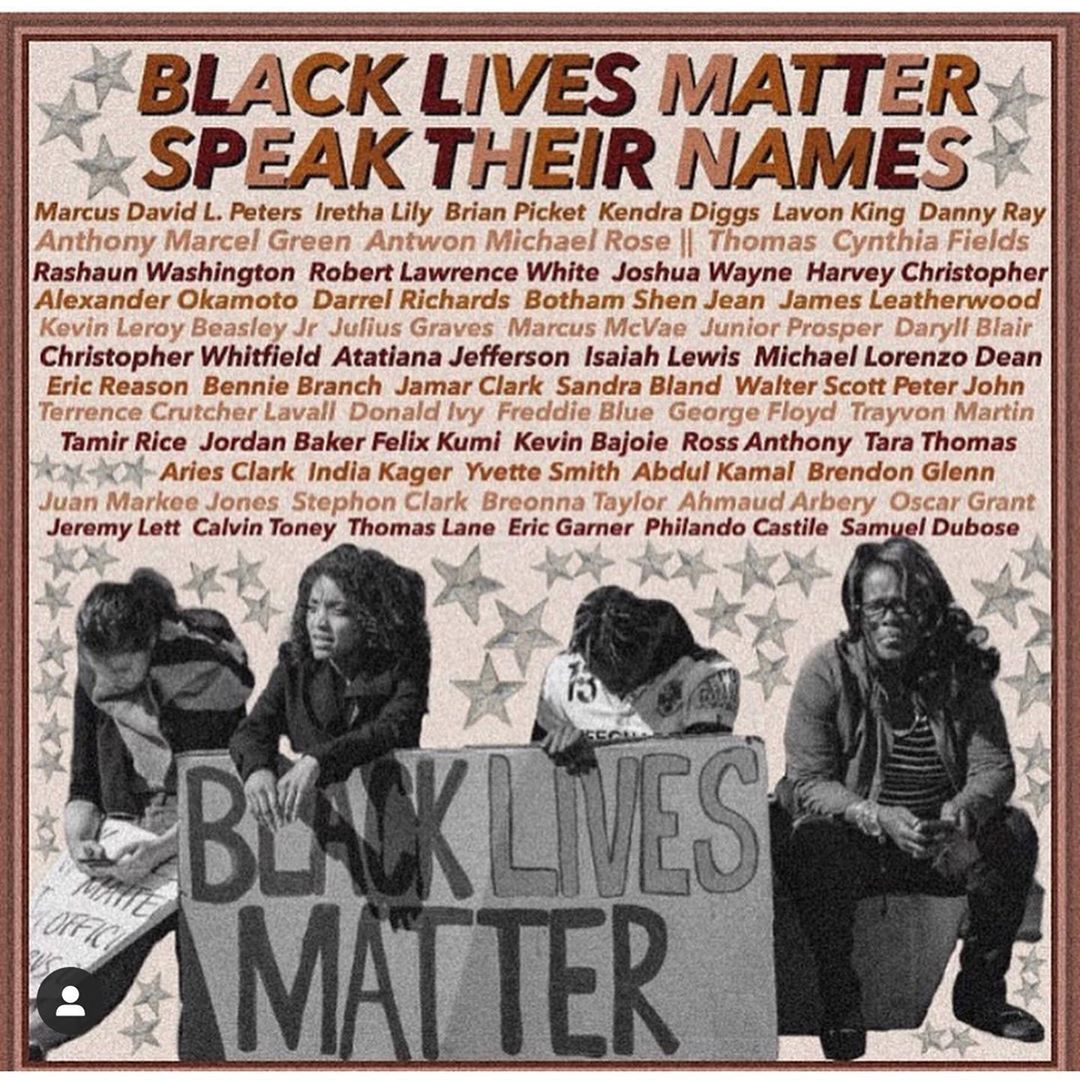 BLACK LIVES MATTER
SPEAK THEIR NAMES
Marcus David L. Peters Iretha Lily Brian Picket Kendra Diggs Lavon King Danny Ray
Anthony Marcel Green Antwon Michael Rose || Thomas Cynthia Fields
Rashaun Washington Robert Lawrence White Joshua Wayne Harvey Christopher
Alexander Okamoto Darrel Richards Botham Shen Jean James Leatherwood
Kevin Leroy Beasley Jr Julius Graves Marcus McVae Junior Prosper Daryll Blair
Christopher Whitfield Atatiana Jefferson Isaiah Lewis Michael Lorenzo Dean
Eric Reason Bennie Branch Jamar Clark Sandra Bland Walter Scott Peter John
Terrence Crutcher Lavall Donald Ivy Freddie Blue George Floyd Trayvon Martin
Tamir Rice Jordan Baker Felix Kumi Kevin Bajoie Ross Anthony Tara Thomas
Aries Clark India Kager Yvette Smith Abdul Kamal Brendon Glenn
Juan Markee Jones Stephon Clark Breonna Taylor Ahmaud Arbery Oscar Grant
Jeremy Lett Calvin Toney Thomas Lane Eric Garner Philando Castile Samuel Dubose
BLACK LIVES
MATTER
MATTE
OFFIC